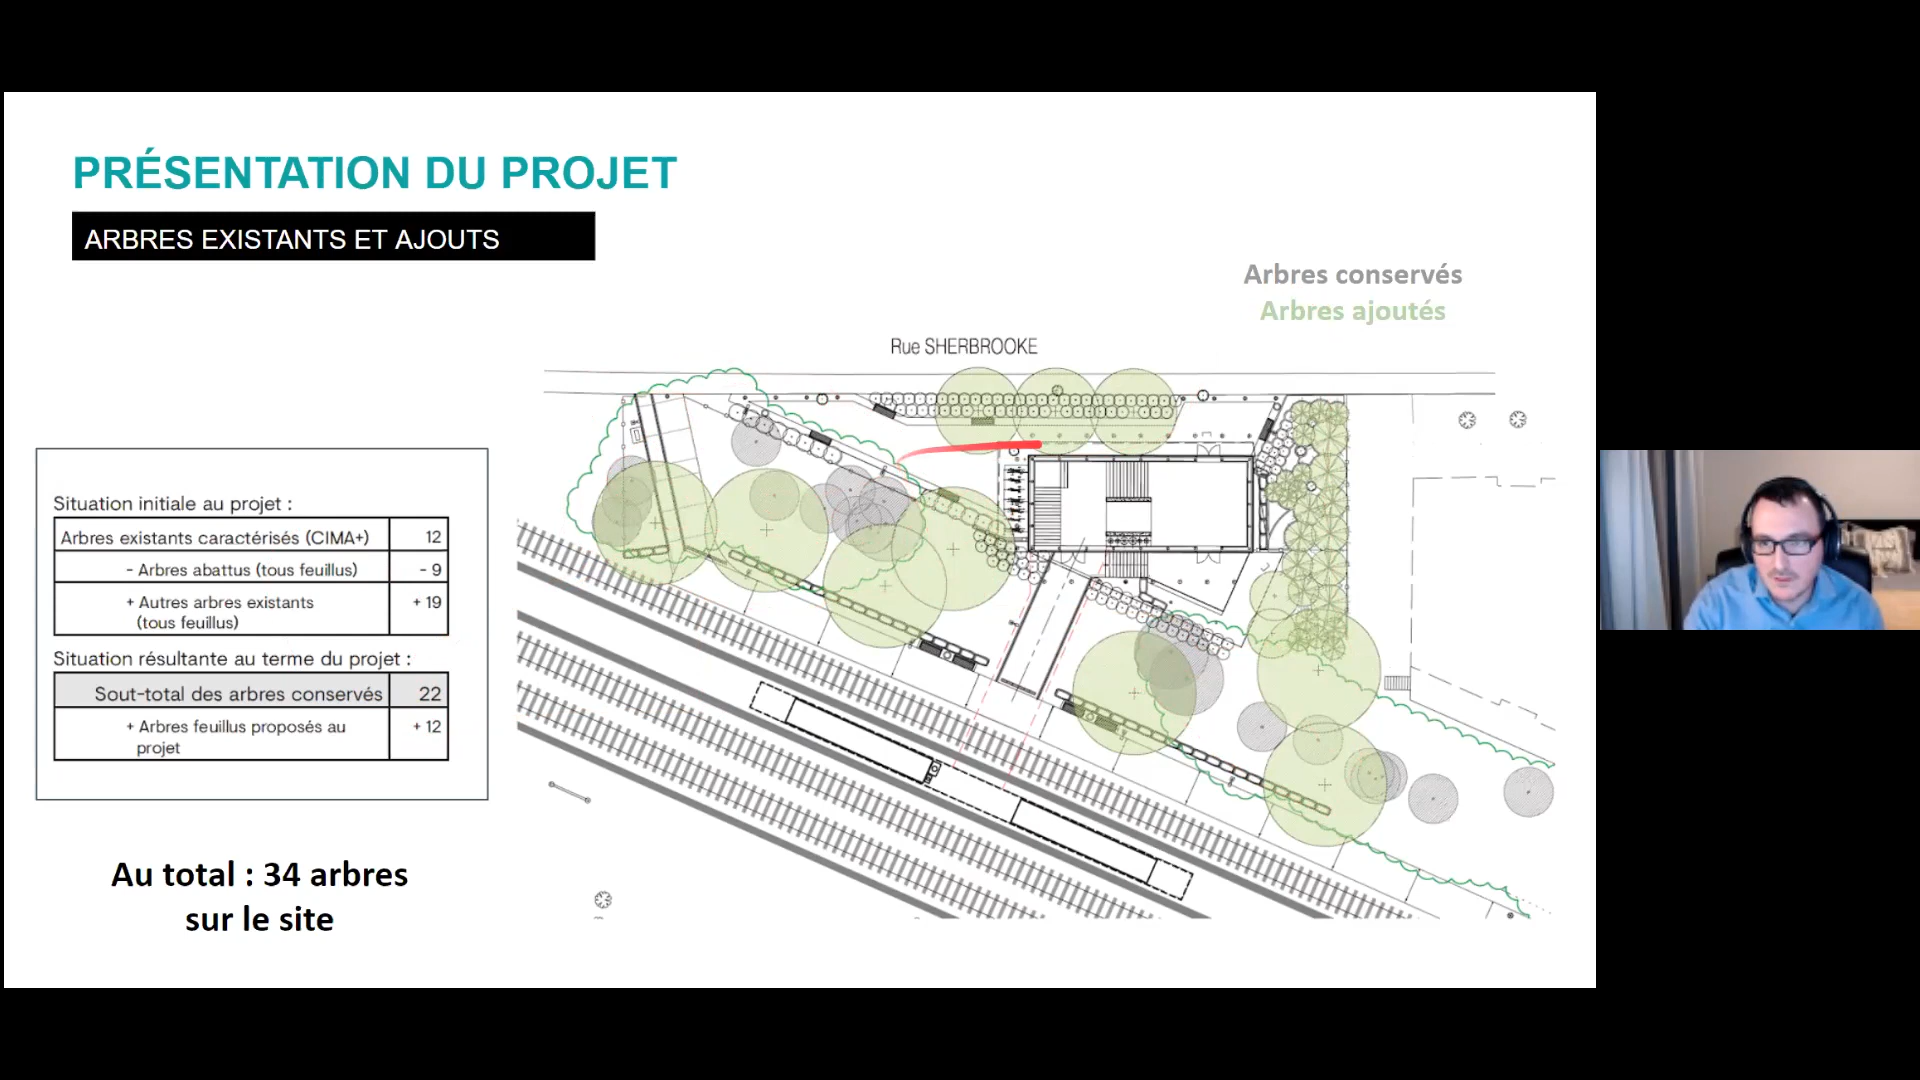 PRÉSENTATION DU PROJET
ARBRES EXISTANTS ET AJOUTS
Arbres conservés
Arbres ajoutés
Rue SHERBROOKE
Situation initiale au projet :
Arbres existants caractérisés (CIMA+) 12
- Arbres abattus (tous feuillus) - 9
+ Autres arbres existants + 19
(tous feuillus)
Situation résultante au terme du projet :
Sout-total des arbres conservés 22
+ Arbres feuillus proposés au + 12
projet
Au total : 34 arbres
sur le site